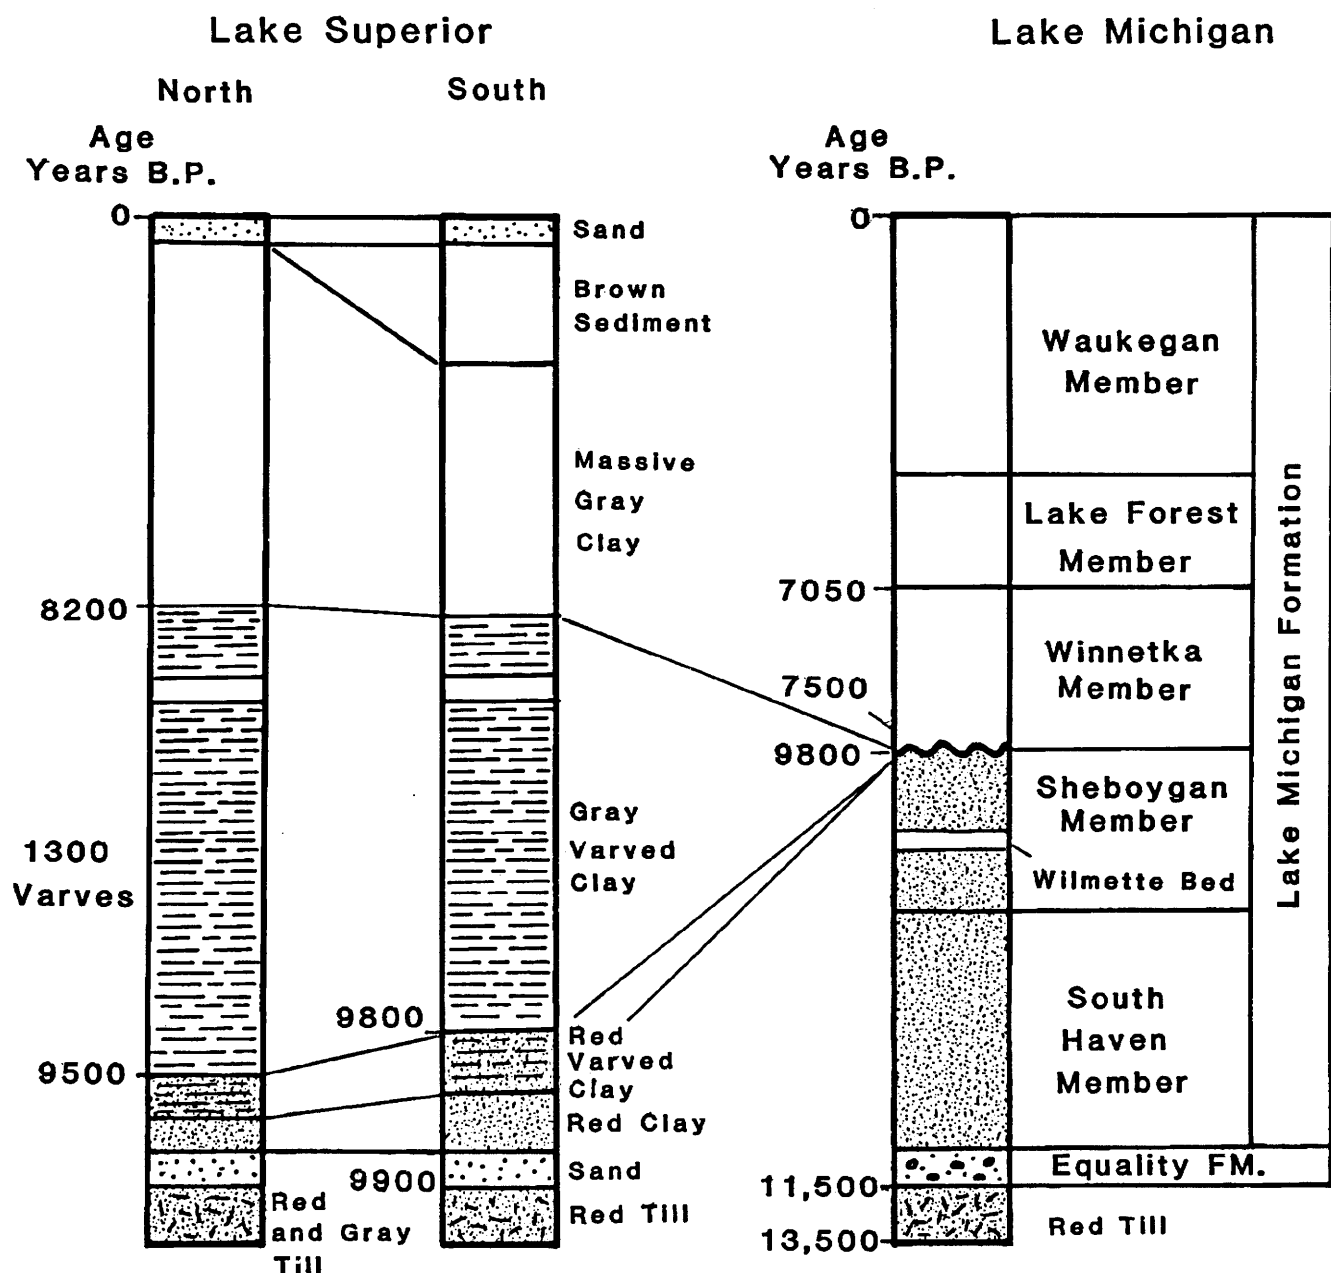 Lake Superior
Lake Michigan
North
South
Age
Years B.P.
Age
Years B.P.
0
0
Sand
Brown
Sediment
Massive
Gray
Clay
8200
1300
Varves
Gray
Varved
Clay
9800
9500
Red
Varved
Clay
Red Clay
Sand
9900
Red Till
Red
and Gray
Till
Waukegan
Member
Lake Forest
Member
7050
Winnetka
Member
7500
9800
Sheboygan
Member
Wilmette Bed
South
Haven
Member
Equality FM.
11,500
Red Till
13,500
Lake Michigan Formation